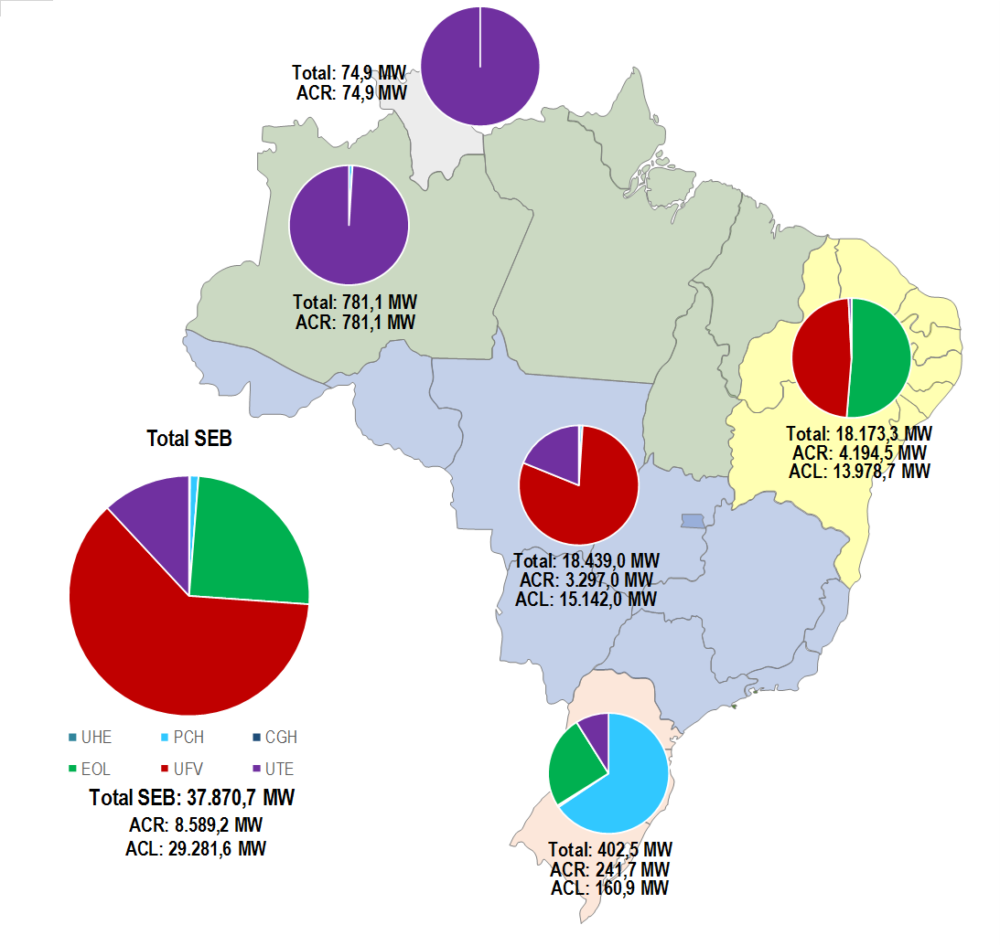 Total: 74,9 MW
ACR: 74,9 MW
Total: 781,1 MW
ACR: 781,1 MW
Total: 18.173,3 MW
ACR: 4.194,5 MW
ACL: 13.978,7 MW
Total SEB
Total: 18.439,0 MW
ACR: 3.297,0 MW
ACL: 15.142,0 MW
UHE PCH CGH
EOL UFV UTE
Total SEB: 37.870,7 MW
ACR: 8.589,2 MW
ACL: 29.281,6 MW
Total: 402,5 MW
ACR: 241,7 MW
ACL: 160,9 MW